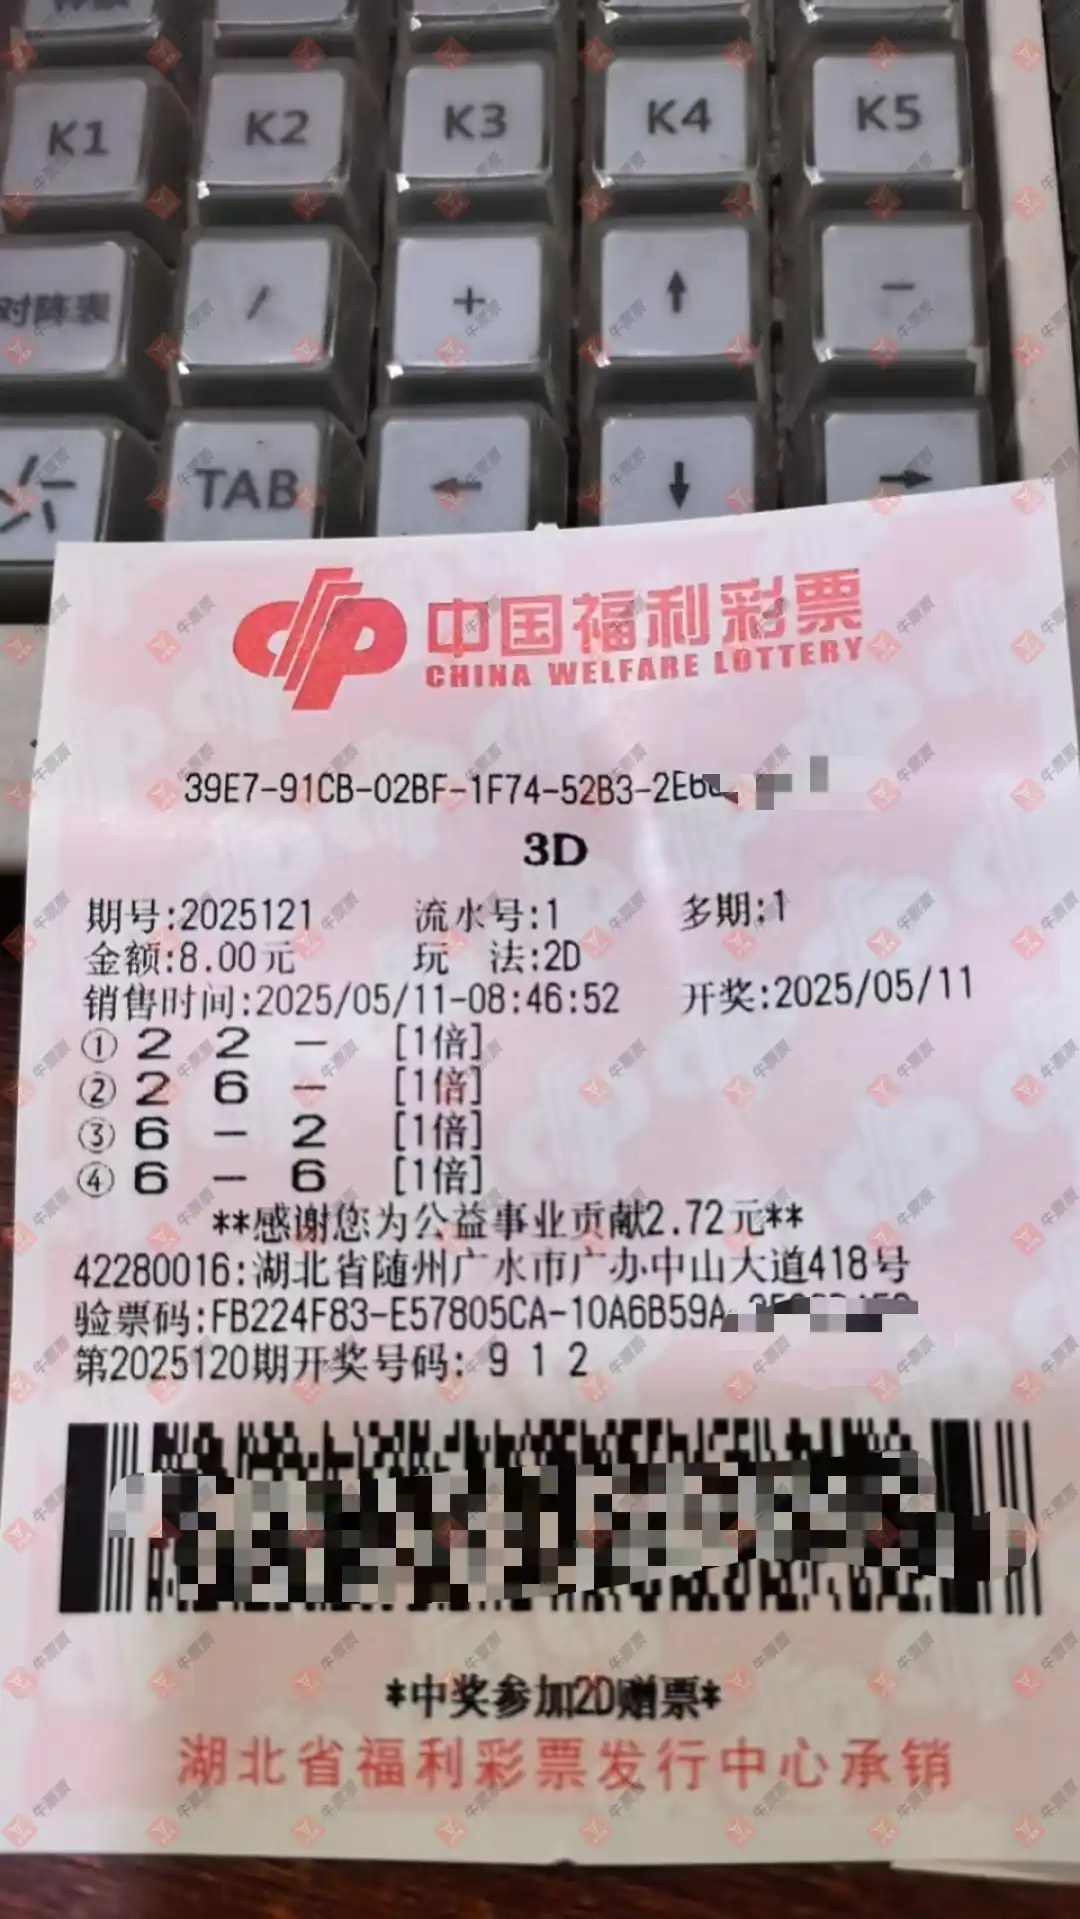 K1 K2 K3 K4 K5
对阵表 / + ↑ -
TAB ← ↓ →
中国福利彩票
CHINA WELFARE LOTTERY
39E7-91CB-02BF-1F74-52B3-2E6
3D
期号:2025121 流水号:1 多期:1
金额:8.00元 玩 法:2D
销售时间:2025/05/11-08:46:52 开奖:2025/05/11
① 2 2 - [1倍]
② 2 6 - [1倍]
③ 6 - 2 [1倍]
④ 6 - 6 [1倍]
**感谢您为公益事业贡献2.72元**
42280016:湖北省随州广水市广办中山大道418号
验票码:FB224F83-E57805CA-10A6B59A
第2025120期开奖号码: 9 1 2
*中奖参加2D赠票*
湖北省福利彩票发行中心承销
牛票票